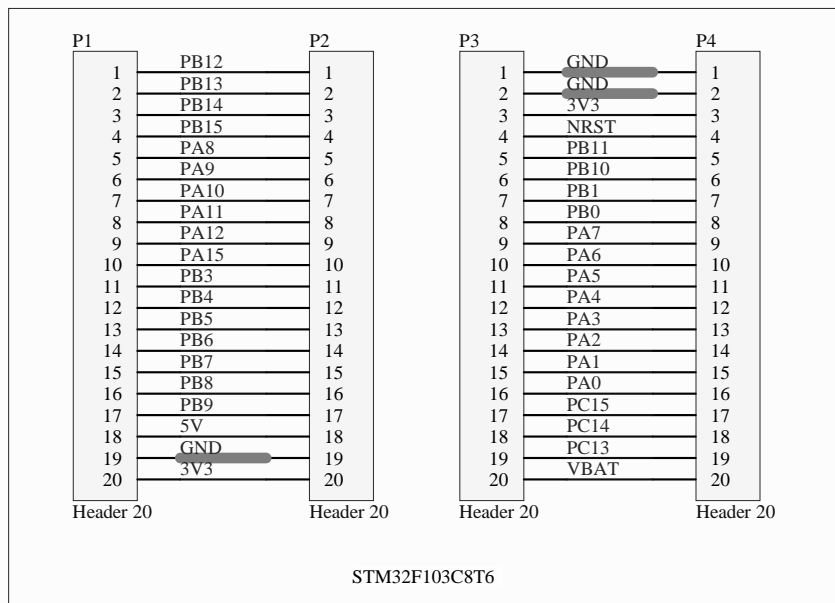 P1 P2 P3 P4
1 PB12 1 1 GND 1
2 PB13 2 2 GND 2
3 PB14 3 3 3V3 3
4 PB15 4 4 NRST 4
5 PA8 5 5 PB11 5
6 PA9 6 6 PB10 6
7 PA10 7 7 PB1 7
8 PA11 8 8 PB0 8
9 PA12 9 9 PA7 9
10 PA15 10 10 PA6 10
11 PB3 11 11 PA5 11
12 PB4 12 12 PA4 12
13 PB5 13 13 PA3 13
14 PB6 14 14 PA2 14
15 PB7 15 15 PA1 15
16 PB8 16 16 PA0 16
17 PB9 17 17 PC15 17
18 5V 18 18 PC14 18
19 GND 19 19 PC13 19
20 3V3 20 20 VBAT 20
Header 20 Header 20 Header 20 Header 20
STM32F103C8T6